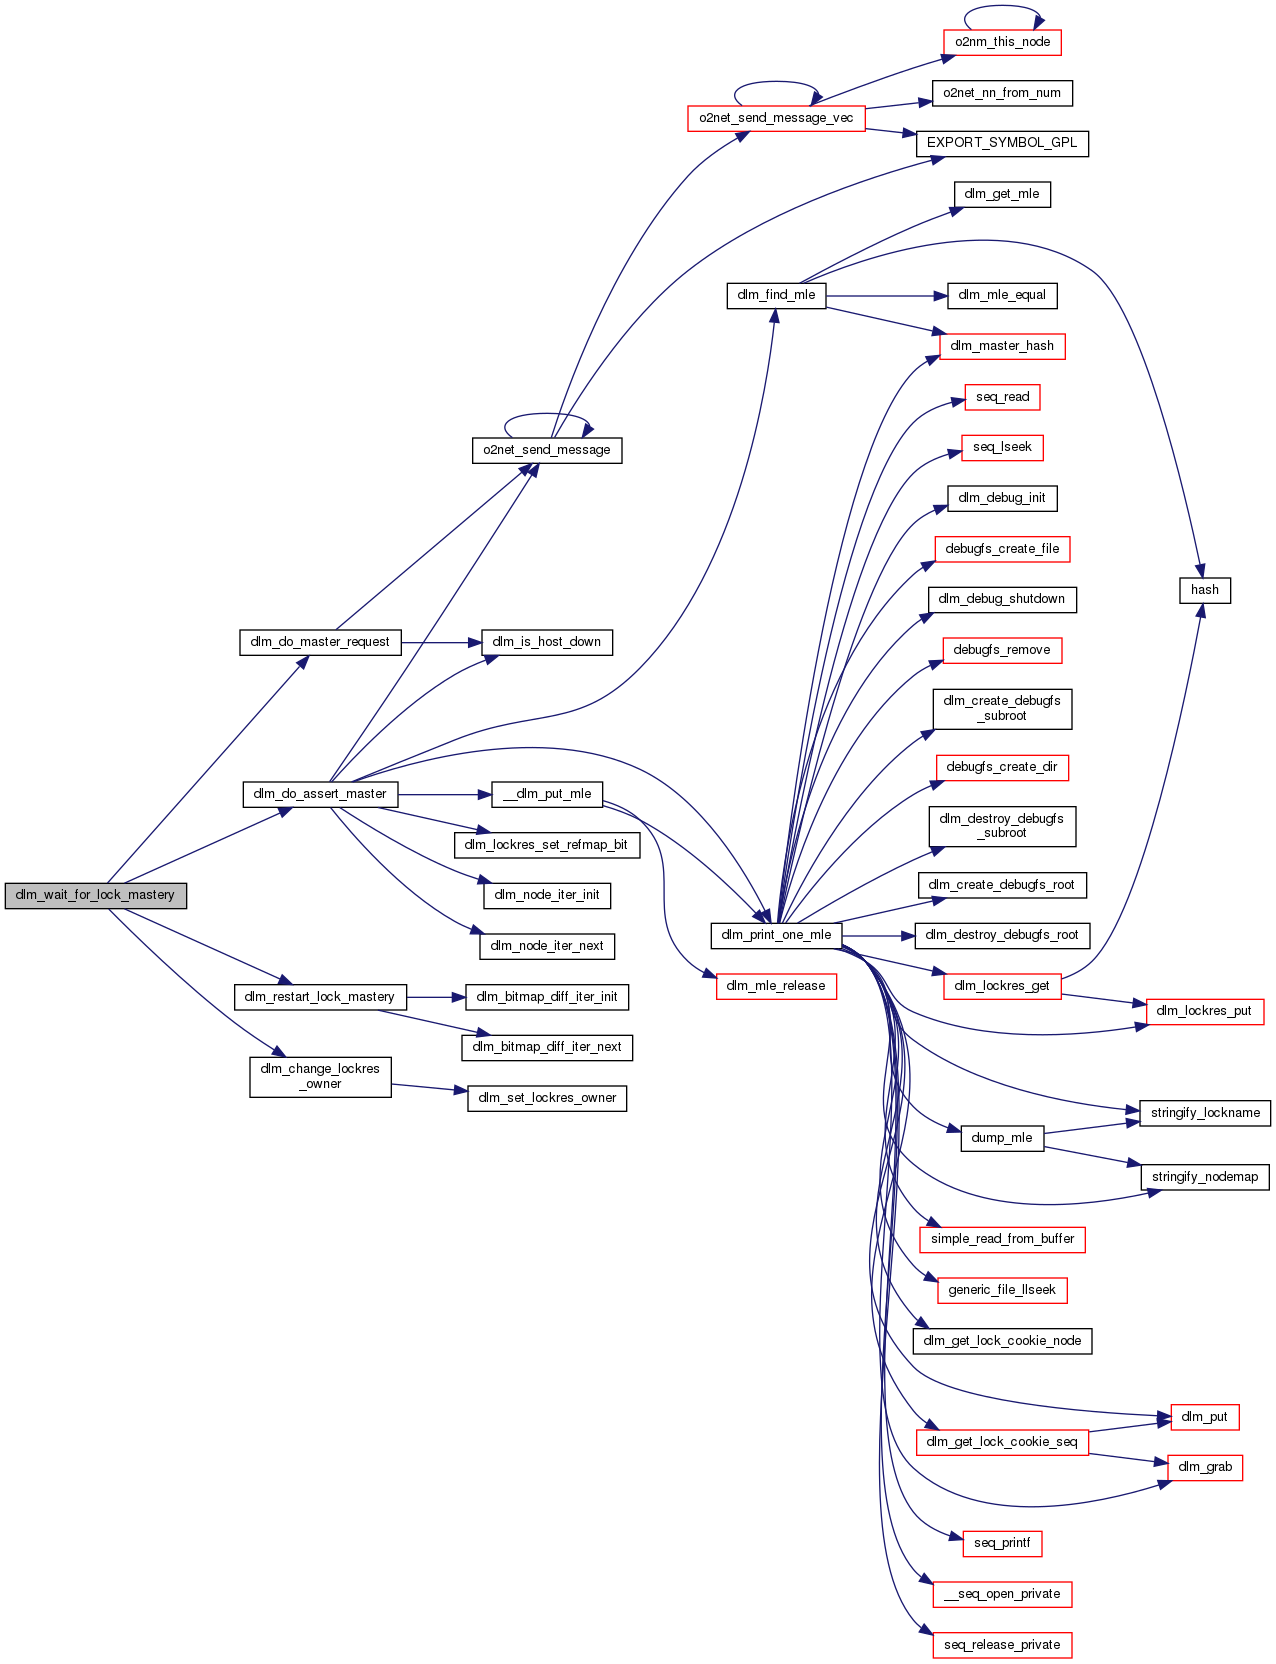 o2nm_this_node
o2net_nn_from_num
o2net_send_message_vec
EXPORT_SYMBOL_GPL
dlm_get_mle
dlm_find_mle
dlm_mle_equal
dlm_master_hash
seq_read
seq_lseek
o2net_send_message
dlm_debug_init
debugfs_create_file
hash
dlm_debug_shutdown
dlm_do_master_request
dlm_is_host_down
debugfs_remove
dlm_create_debugfs
_subroot
debugfs_create_dir
dlm_do_assert_master
__dlm_put_mle
dlm_destroy_debugfs
_subroot
dlm_lockres_set_refmap_bit
dlm_wait_for_lock_mastery
dlm_node_iter_init
dlm_create_debugfs_root
dlm_print_one_mle
dlm_destroy_debugfs_root
dlm_node_iter_next
dlm_mle_release
dlm_lockres_get
dlm_restart_lock_mastery
dlm_bitmap_diff_iter_init
dlm_lockres_put
dlm_bitmap_diff_iter_next
dlm_change_lockres
_owner
dlm_set_lockres_owner
stringify_lockname
dump_mle
stringify_nodemap
simple_read_from_buffer
generic_file_llseek
dlm_get_lock_cookie_node
dlm_put
dlm_get_lock_cookie_seq
dlm_grab
seq_printf
__seq_open_private
seq_release_private